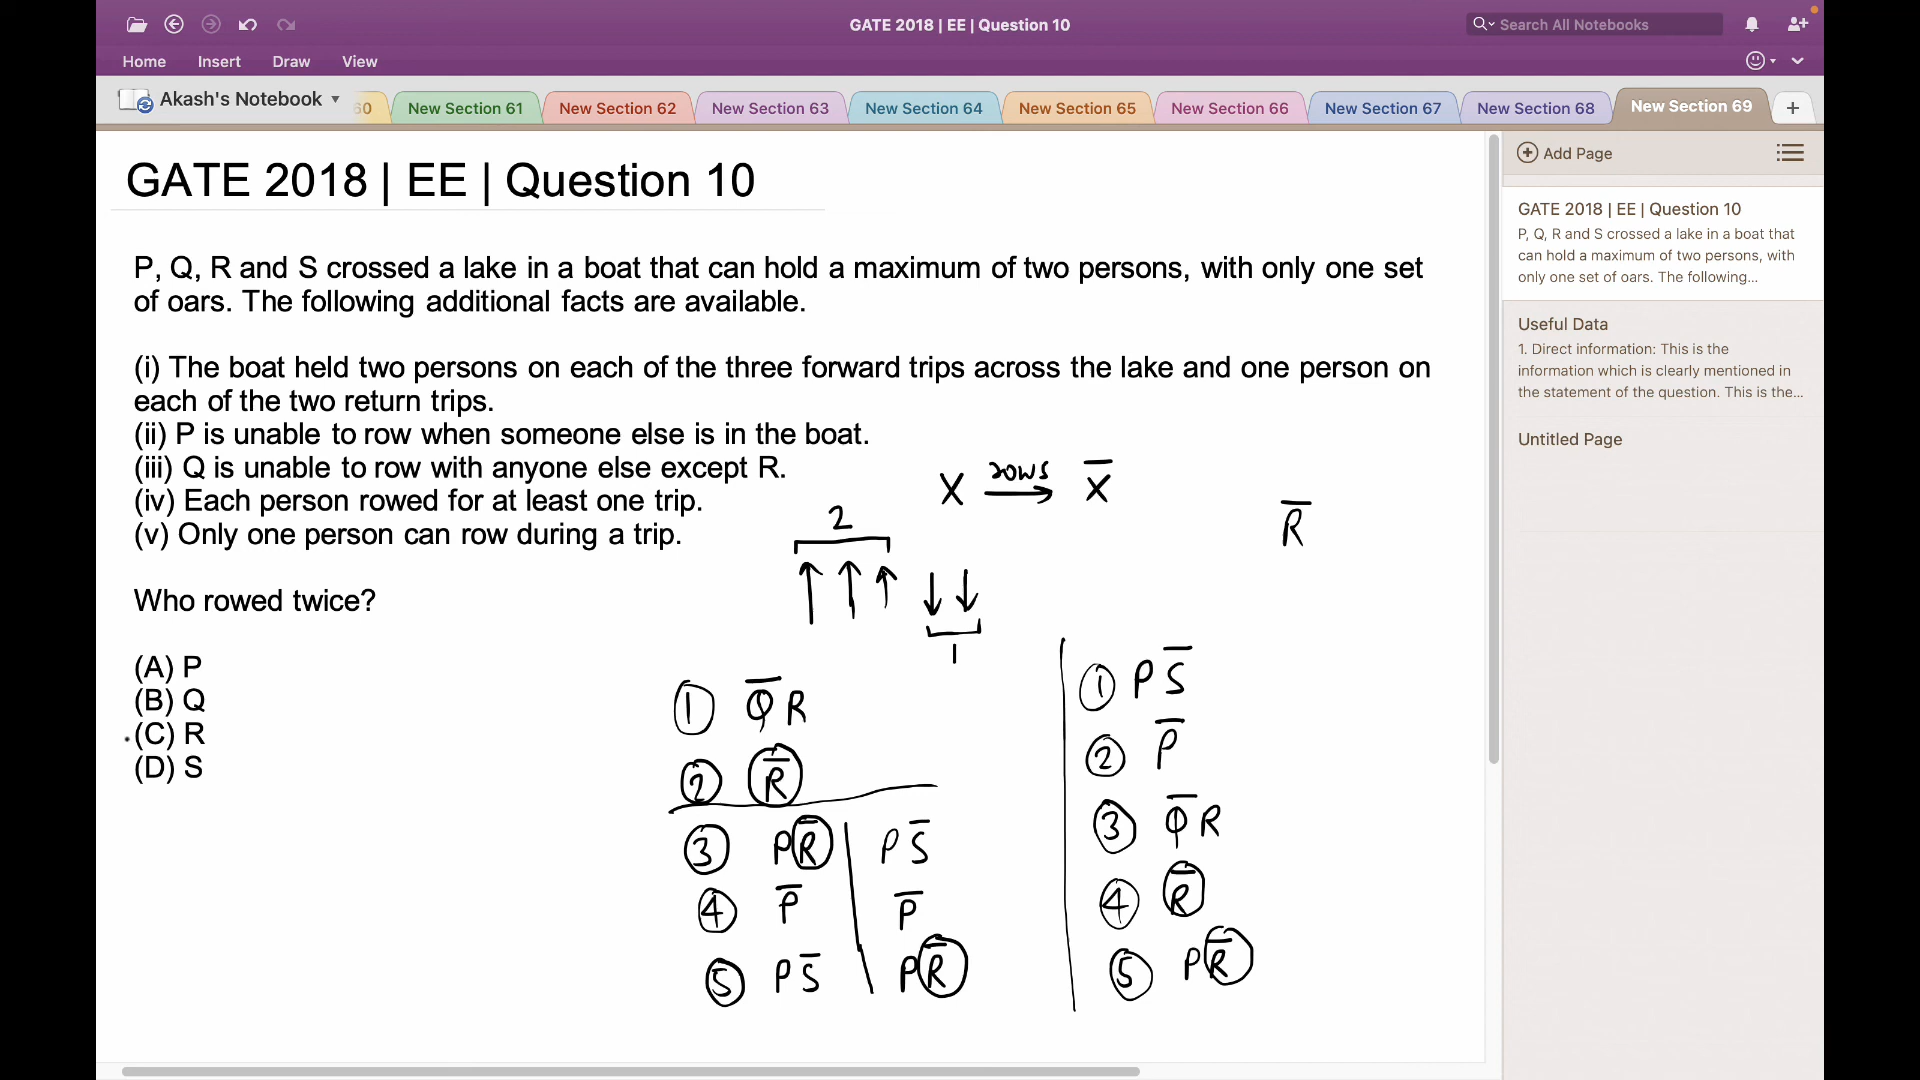 GATE 2018 | EE | Question 10
Search All Notebooks
Home Insert Draw View
Akash's Notebook
60 New Section 61 New Section 62 New Section 63 New Section 64 New Section 65 New Section 66 New Section 67 New Section 68 New Section 69 +
GATE 2018 | EE | Question 10
P, Q, R and S crossed a lake in a boat that can hold a maximum of two persons, with only one set
of oars. The following additional facts are available.
(i) The boat held two persons on each of the three forward trips across the lake and one person on
each of the two return trips.
(ii) P is unable to row when someone else is in the boat.
(iii) Q is unable to row with anyone else except R.
(iv) Each person rowed for at least one trip.
(v) Only one person can row during a trip.
Who rowed twice?
(A) P
(B) Q
(C) R
(D) S
X rows → X̅
R̅
2
↑ ↑ ↑ ↓ ↓
1
① Q̅ R
② R̅
③ P R̅ | P S̅
④ P̅ | P̅
⑤ P S̅ | P R̅
① P S̅
② P̅
③ Q̅ R
④ R̅
⑤ P R̅
Add Page
GATE 2018 | EE | Question 10
P, Q, R and S crossed a lake in a boat that
can hold a maximum of two persons, with
only one set of oars. The following...
Useful Data
1. Direct information: This is the
information which is clearly mentioned in
the statement of the question. This is the...
Untitled Page